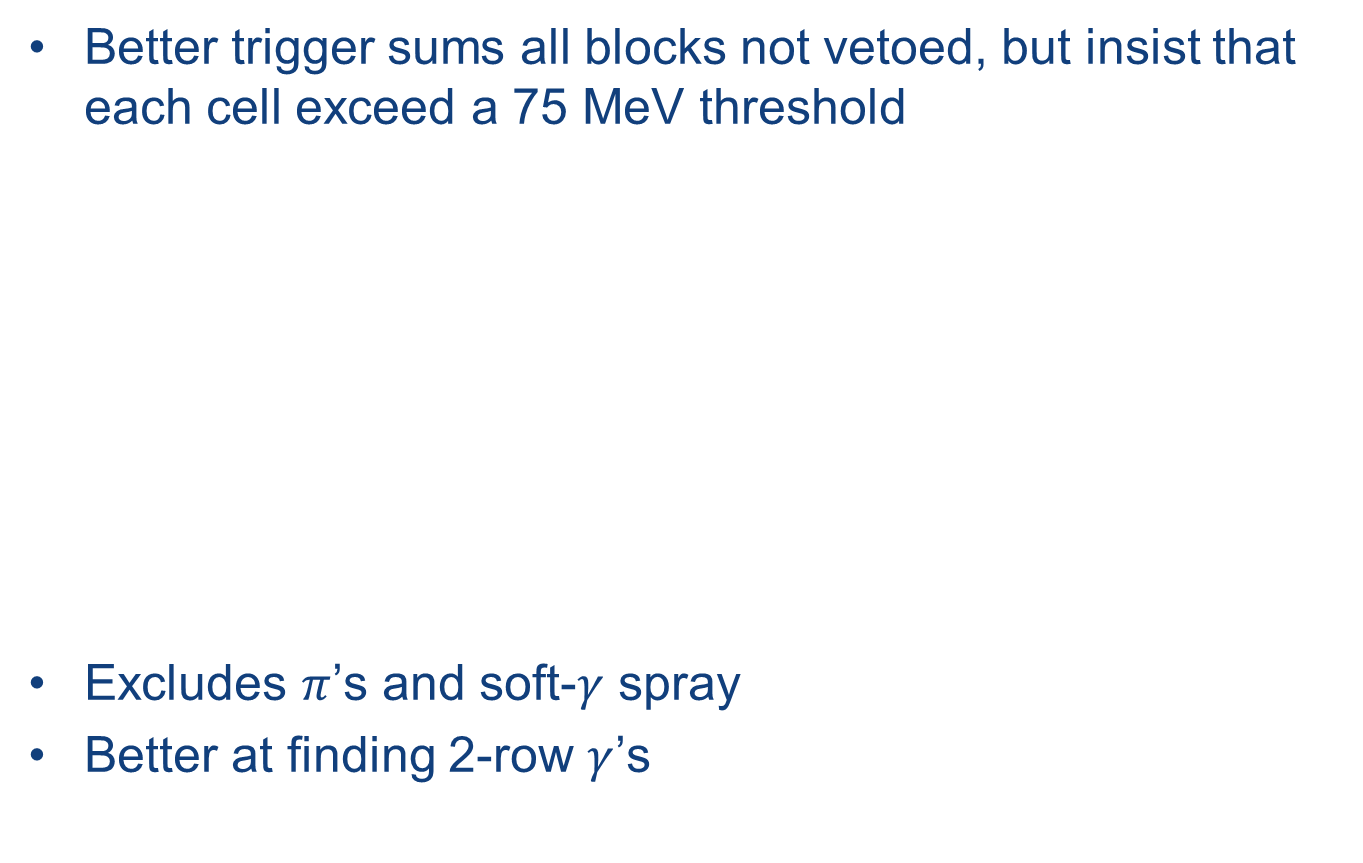 • Better trigger sums all blocks not vetoed, but insist that
each cell exceed a 75 MeV threshold
• Excludes 𝜋’s and soft-𝛾 spray
• Better at finding 2-row 𝛾’s